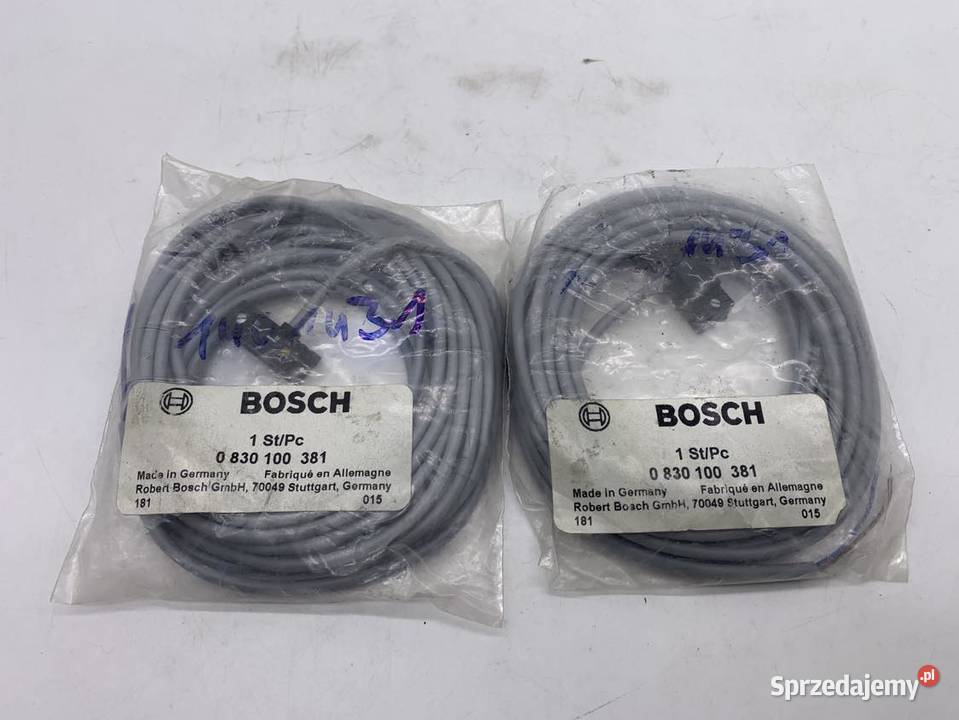 1431
BOSCH
1 St/Pc
0 830 100 381
Made in Germany Fabriqué en Allemagne
Robert Bosch GmbH, 70049 Stuttgart, Germany
181 015
BOSCH
1 St/Pc
0 830 100 381
Made in Germany Fabriqué en Allemagne
Robert Bosch GmbH, 70049 Stuttgart, Germany
181 015
Sprzedajemy.pl